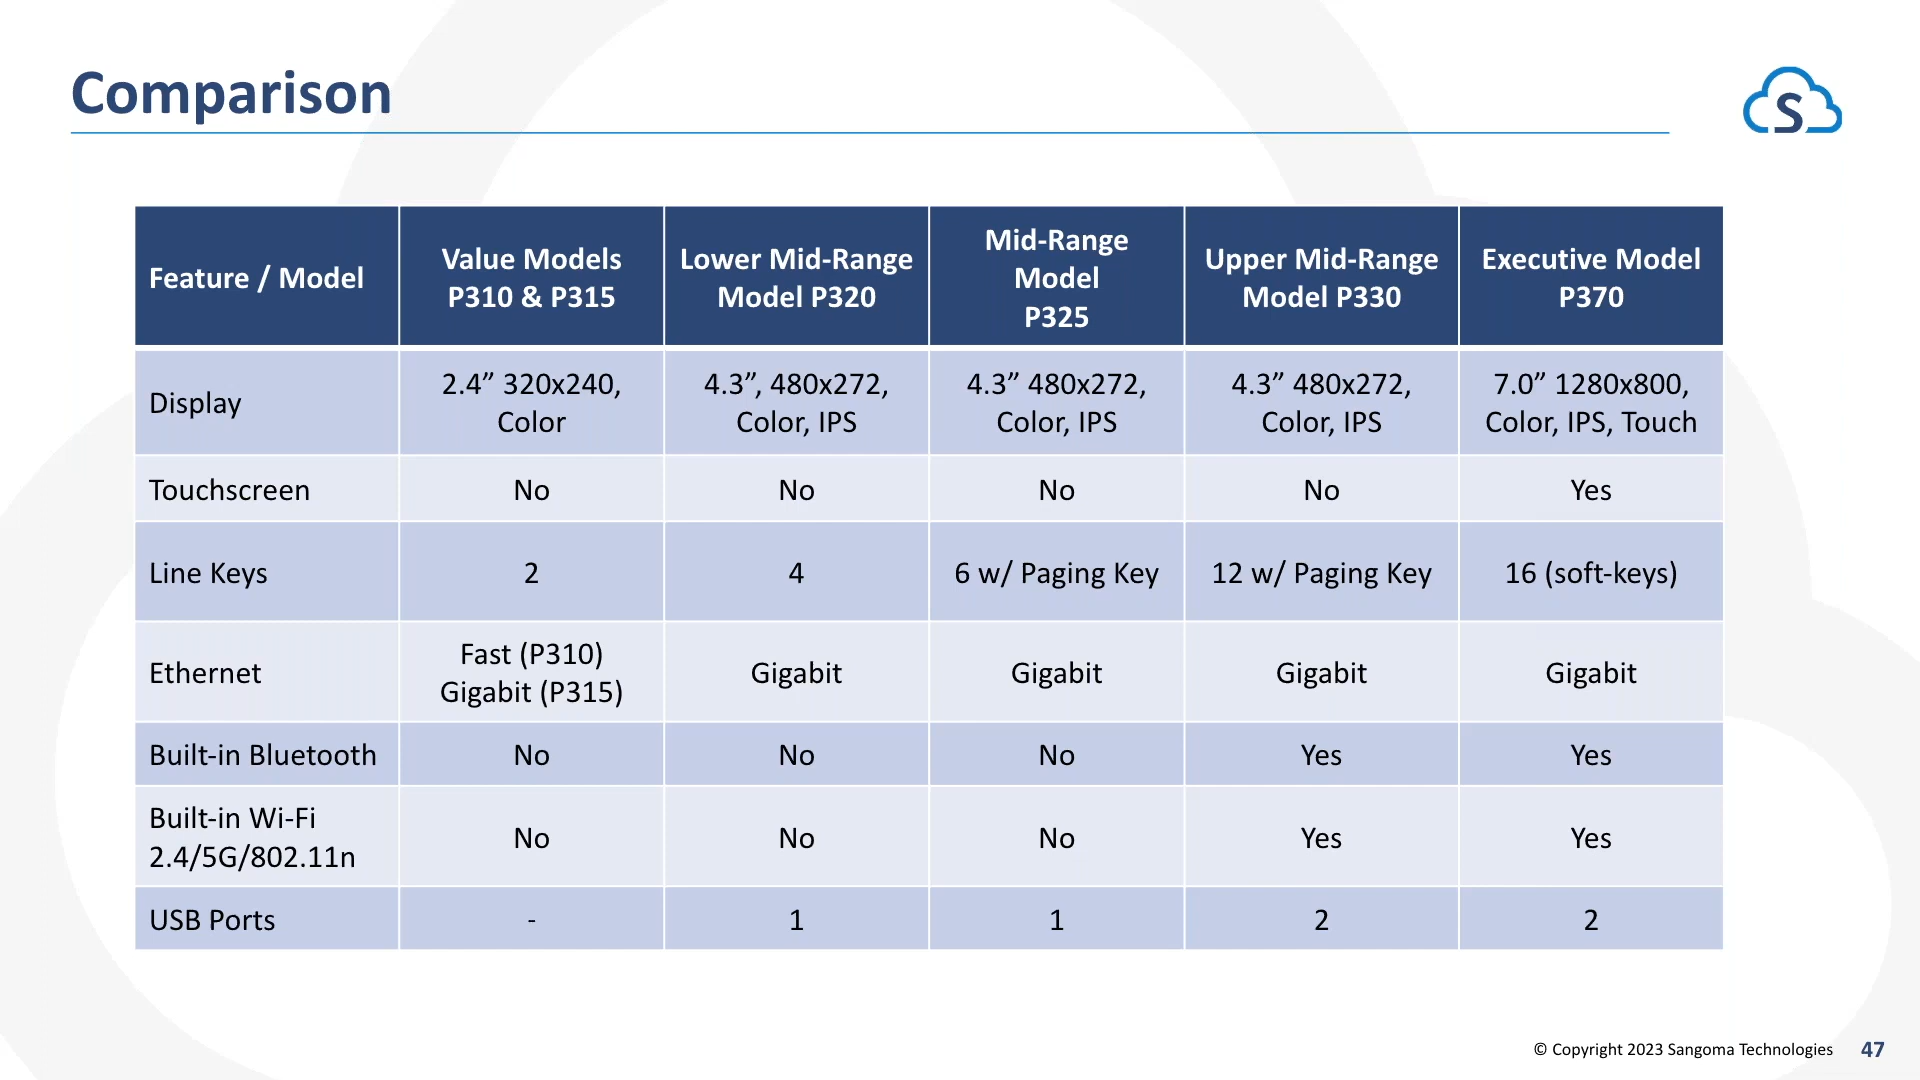 Comparison
S
Feature / Model
Value Models
P310 & P315
Lower Mid-Range
Model P320
Mid-Range
Model
P325
Upper Mid-Range
Model P330
Executive Model
P370
Display
2.4” 320x240,
Color
4.3”, 480x272,
Color, IPS
4.3” 480x272,
Color, IPS
4.3” 480x272,
Color, IPS
7.0” 1280x800,
Color, IPS, Touch
Touchscreen
No
No
No
No
Yes
Line Keys
2
4
6 w/ Paging Key
12 w/ Paging Key
16 (soft-keys)
Ethernet
Fast (P310)
Gigabit (P315)
Gigabit
Gigabit
Gigabit
Gigabit
Built-in Bluetooth
No
No
No
Yes
Yes
Built-in Wi-Fi
2.4/5G/802.11n
No
No
No
Yes
Yes
USB Ports
-
1
1
2
2
© Copyright 2023 Sangoma Technologies
47